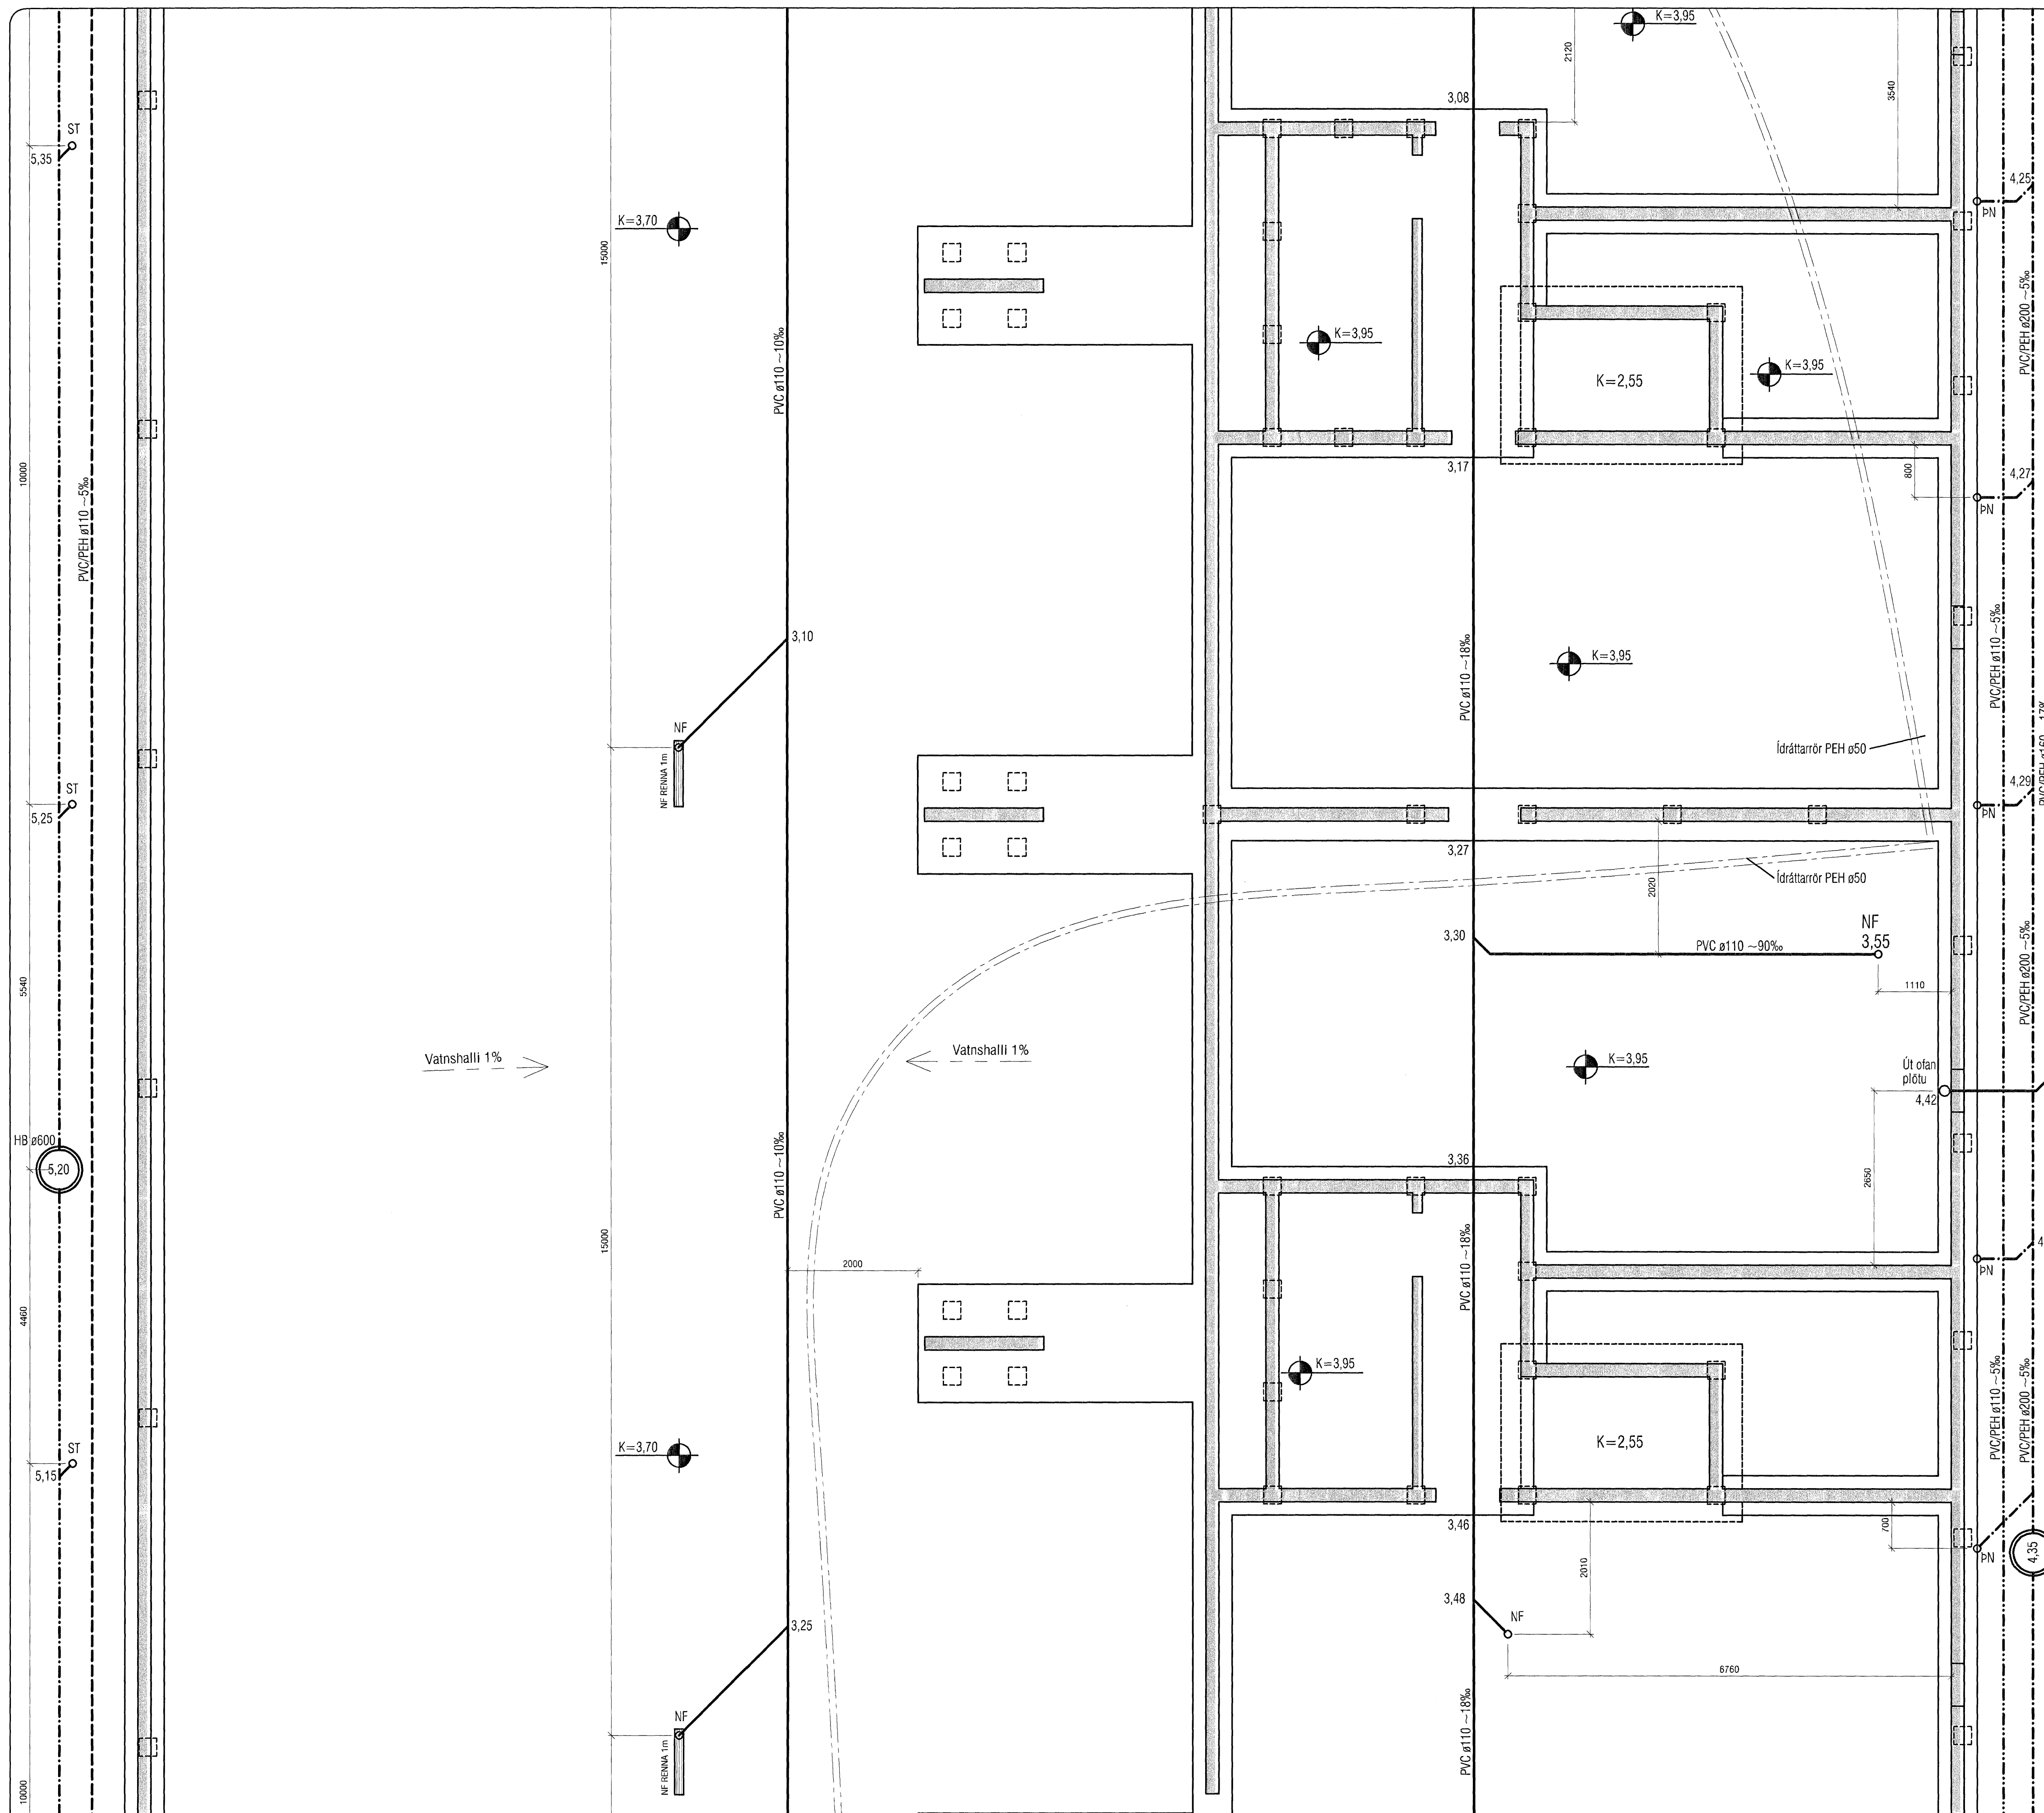 K=3,95
2120
3540
3,08
ST
5,35
4,25
ÞN
K=3,70
15000
PVC/PEH ø200 ~5‰
PVC ø110 ~10‰
K=3,95
K=3,95
K=2,55
10000
PVC/PEH ø110 ~5‰
3,17
800
4,27
ÞN
3,10
PVC ø110 ~18‰
K=3,95
PVC/PEH ø110 ~5‰
NF
NF RENNA 1m
Ídráttarrör PEH ø50
ST
5,25
4,29
ÞN
3,27
2020
Ídráttarrör PEH ø50
3,30
PVC ø110 ~90‰
NF
3,55
1110
5540
PVC/PEH ø200 ~5‰
Vatnshalli 1%
Vatnshalli 1%
K=3,95
Út ofan
plötu
4,42
HB ø600
5,20
PVC ø110 ~10‰
3,36
2650
15000
2000
PVC ø110 ~18‰
ÞN
4460
K=3,95
PVC/PEH ø110 ~5‰
PVC/PEH ø200 ~5‰
K=3,70
K=2,55
ST
5,15
3,46
700
ÞN
4,35
2010
3,48
NF
3,25
6760
NF
NF RENNA 1m
PVC ø110 ~18‰
10000